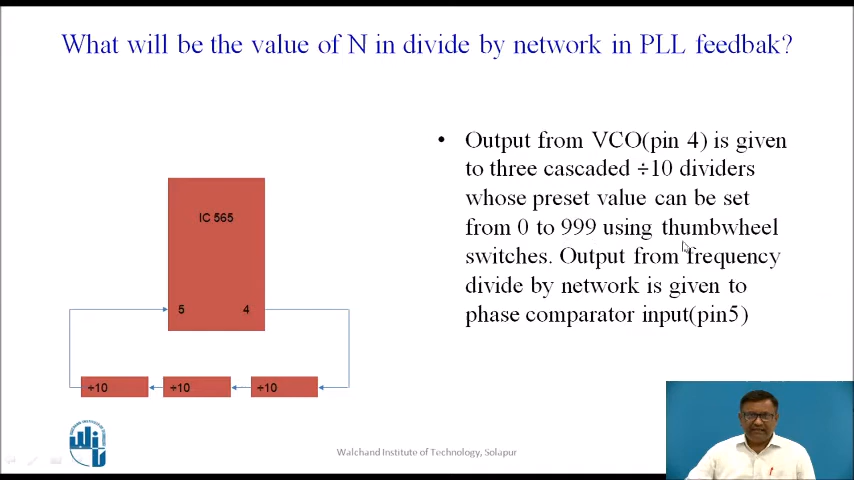 What will be the value of N in divide by network in PLL feedbak?
• Output from VCO(pin 4) is given
to three cascaded ÷10 dividers
whose preset value can be set
from 0 to 999 using thumbwheel
switches. Output from frequency
divide by network is given to
phase comparator input(pin5)
IC 565
5 4
÷10 ÷10 ÷10
Walchand Institute of Technology, Solapur